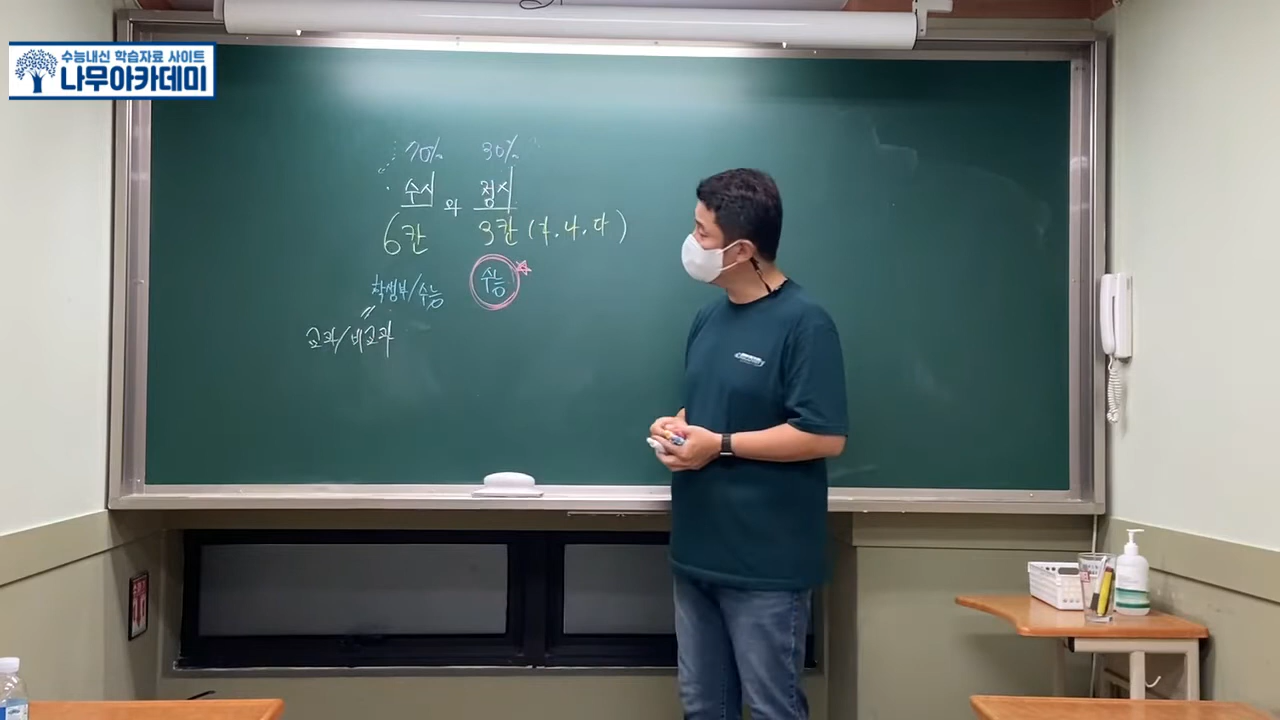 수능내신 학습자료 사이트
나무아카데미
70% 30%
수시 와 정시
6칸 3칸 (가.나.다)
학생부/수능 수능
교과/비교과